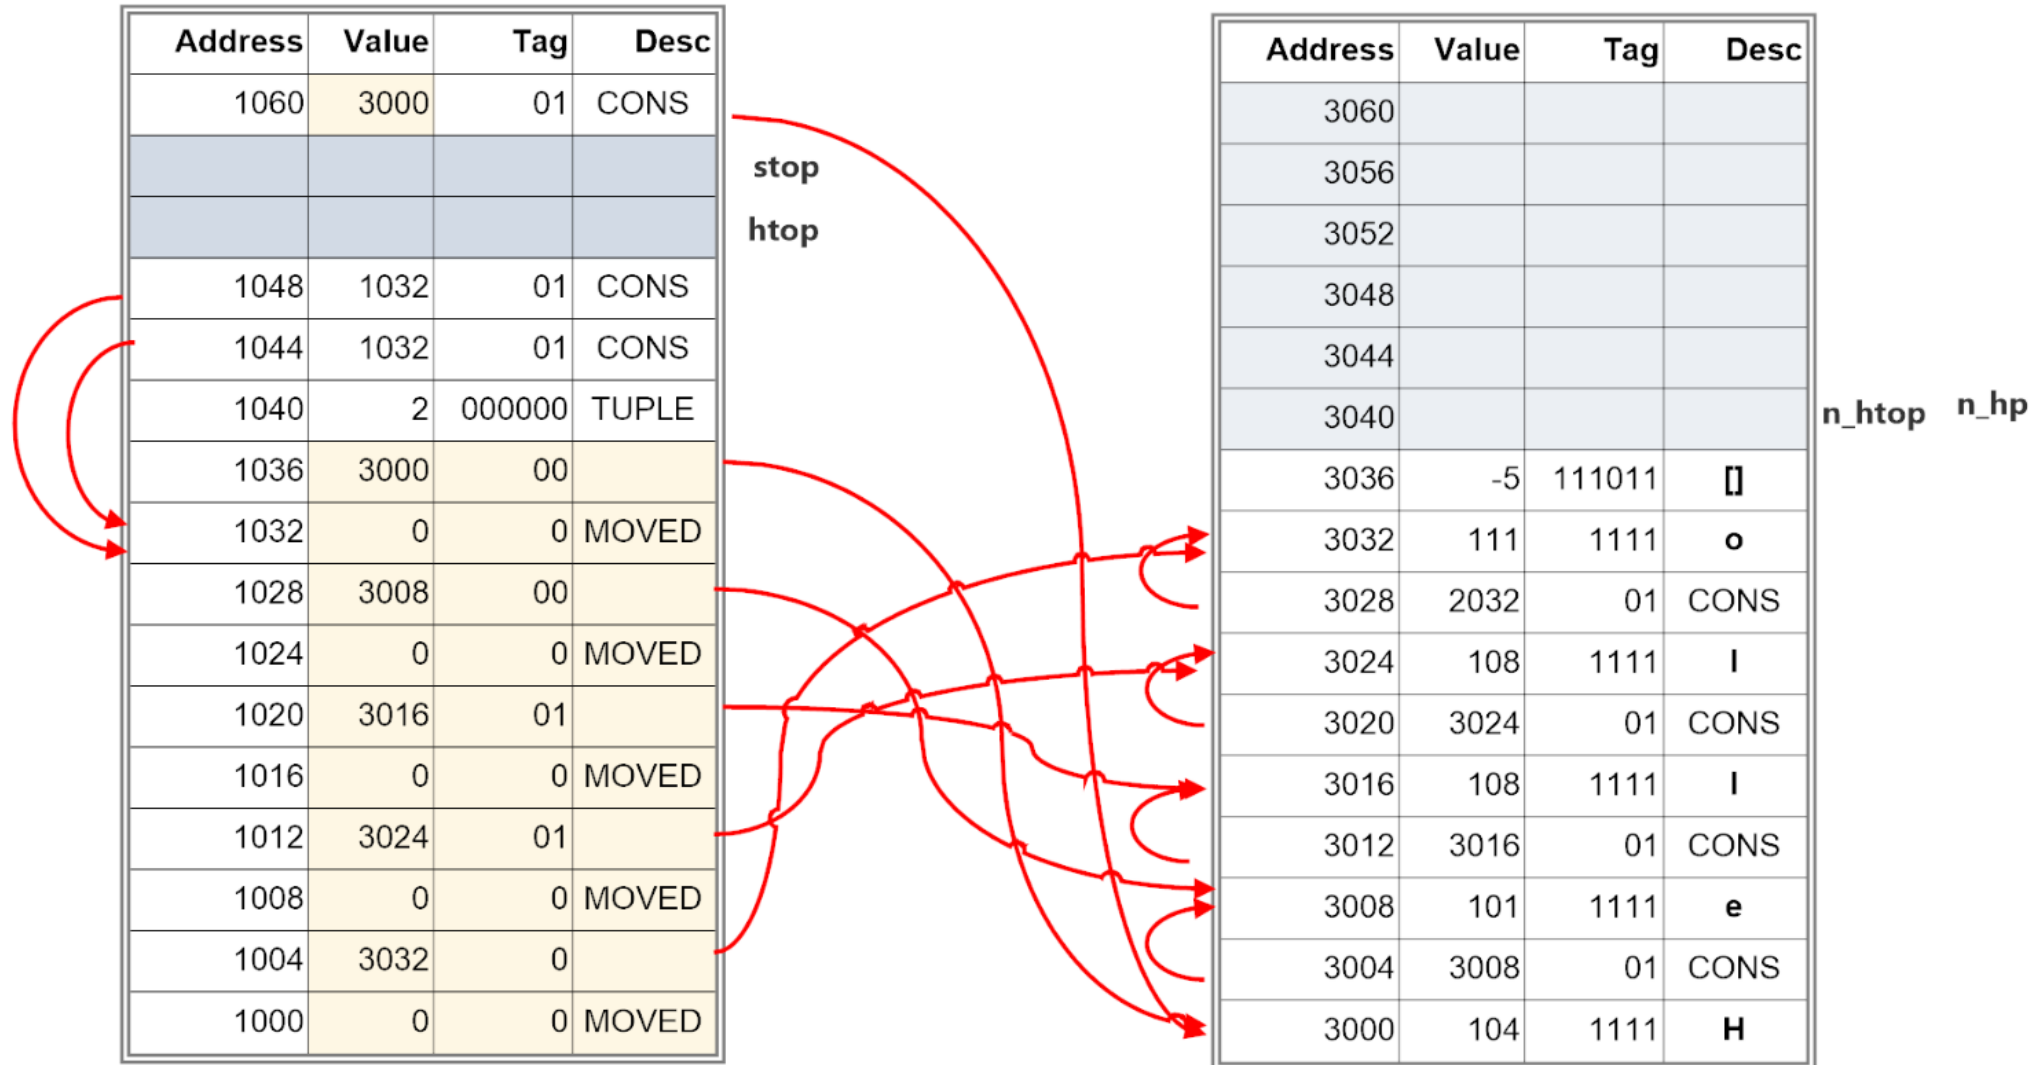 Address Value Tag Desc
1060 3000 01 CONS
stop
htop
1048 1032 01 CONS
1044 1032 01 CONS
1040 2 000000 TUPLE
1036 3000 00
1032 0 0 MOVED
1028 3008 00
1024 0 0 MOVED
1020 3016 01
1016 0 0 MOVED
1012 3024 01
1008 0 0 MOVED
1004 3032 0
1000 0 0 MOVED
Address Value Tag Desc
3060
3056
3052
3048
3044
3040
n_htop n_hp
3036 -5 111011 []
3032 111 1111 o
3028 2032 01 CONS
3024 108 1111 l
3020 3024 01 CONS
3016 108 1111 l
3012 3016 01 CONS
3008 101 1111 e
3004 3008 01 CONS
3000 104 1111 H